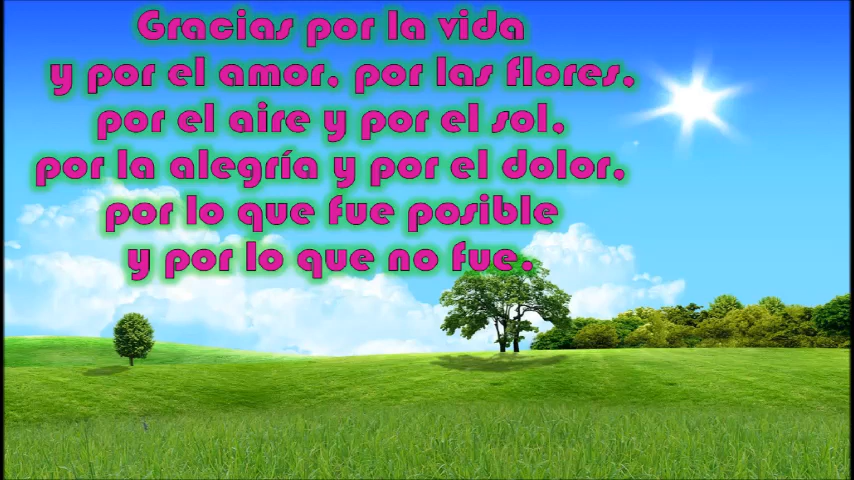 Gracias por la vida
y por el amor, por las flores,
por el aire y por el sol,
por la alegría y por el dolor,
por lo que fue posible
y por lo que no fue.